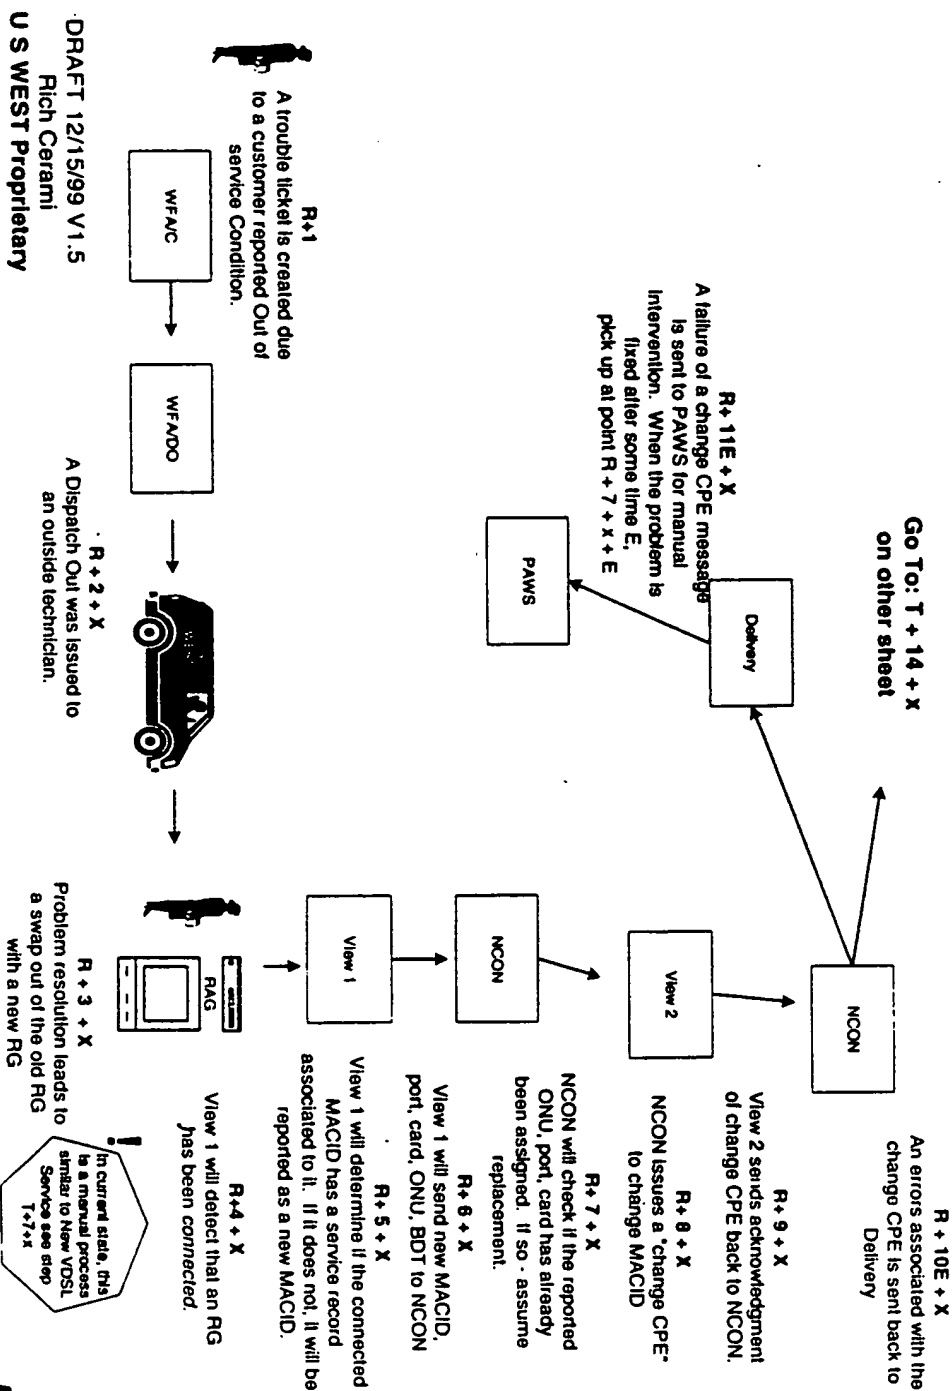 Go To: T + 14 + X
on other sheet
R + 10E + X
An errors associated with the
change CPE is sent back to
Delivery
NCON
R+ 9 + X
View 2 sends acknowledgment
of change CPE back to NCON.
Delivery
R+ 11E + X
A failure of a change CPE message
is sent to PAWS for manual
intervention. When the problem is
fixed after some time E,
pick up at point R + 7 + x + E
PAWS
View 2
R+ 8 + X
NCON issues a "change CPE"
to change MACID
NCON
R+ 7 + X
NCON will check if the reported
ONU, port, card has already
been assigned. If so - assume
replacement.
R+ 6 + X
View 1 will send new MACID,
port, card, ONU, BDT to NCON
View 1
R+ 5 + X
View 1 will determine if the connected
MACID has a service record
associated to it. If it does not, it will be
reported as a new MACID.
R+1
A trouble ticket is created due
to a customer reported Out of
service Condition.
WFA/C
WFA/DO
R + 2 + X
A Dispatch Out was issued to
an outside technician.
RAG
R+4 + X
View 1 will detect that an RG
has been connected.
R + 3 + X
Problem resolution leads to
a swap out of the old RG
with a new RG
!
In current state, this
is a manual process
similar to New VDSL
Service see step
T+7+X
DRAFT 12/15/99 V1.5
Rich Cerami
U S WEST Proprietary